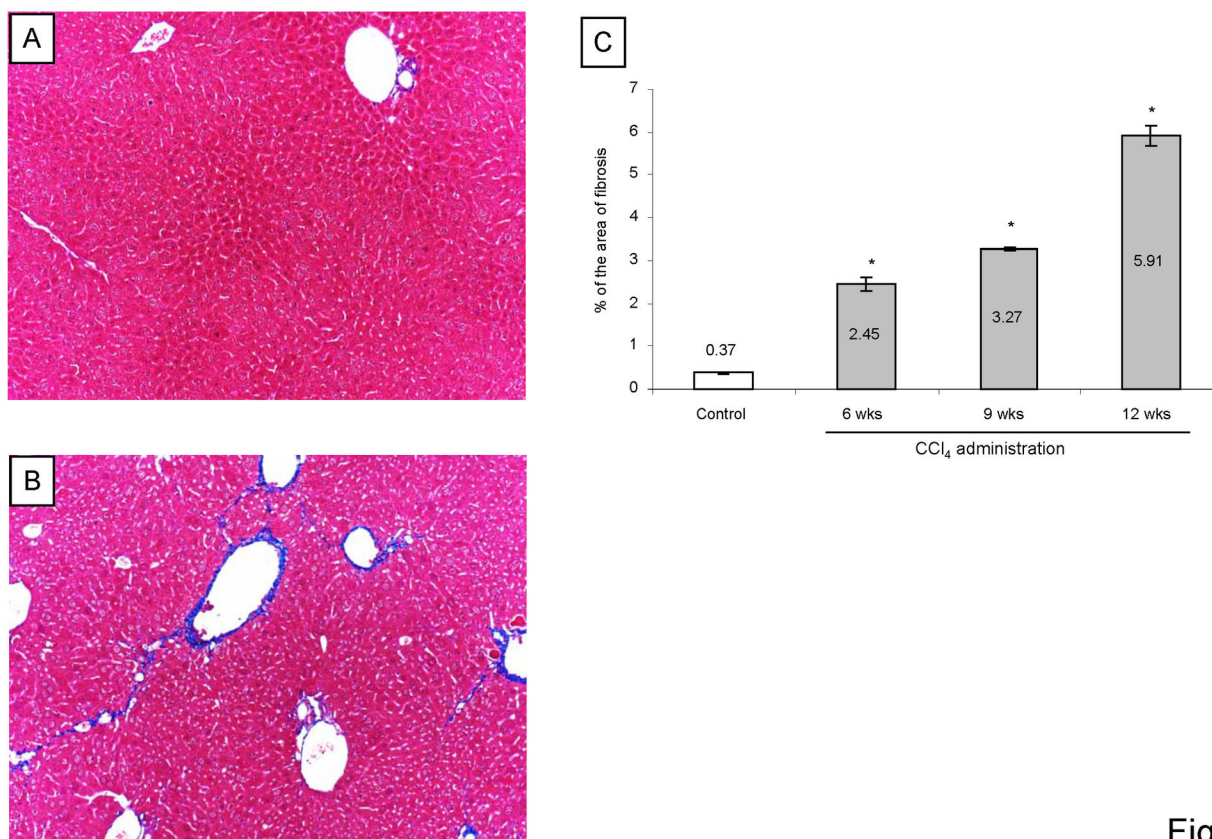 A
B
C
% of the area of fibrosis
7
6
5
4
3
2
1
0
0.37
*
2.45
*
3.27
*
5.91
Control
6 wks
9 wks
12 wks
CCl₄ administration
Fig